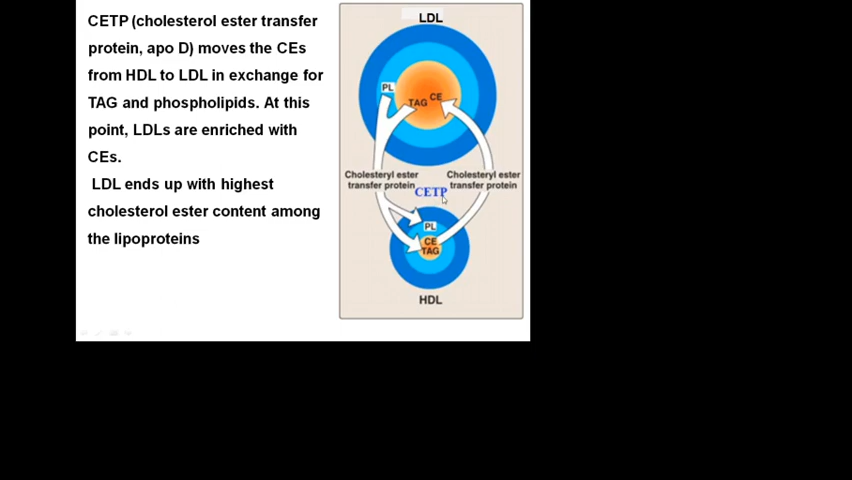 CETP (cholesterol ester transfer
protein, apo D) moves the CEs
from HDL to LDL in exchange for
TAG and phospholipids. At this
point, LDLs are enriched with
CEs.
LDL ends up with highest
cholesterol ester content among
the lipoproteins
LDL
PL
TAG CE
Cholesteryl ester
transfer protein
Cholesteryl ester
transfer protein
CETP
PL
CE
TAG
HDL